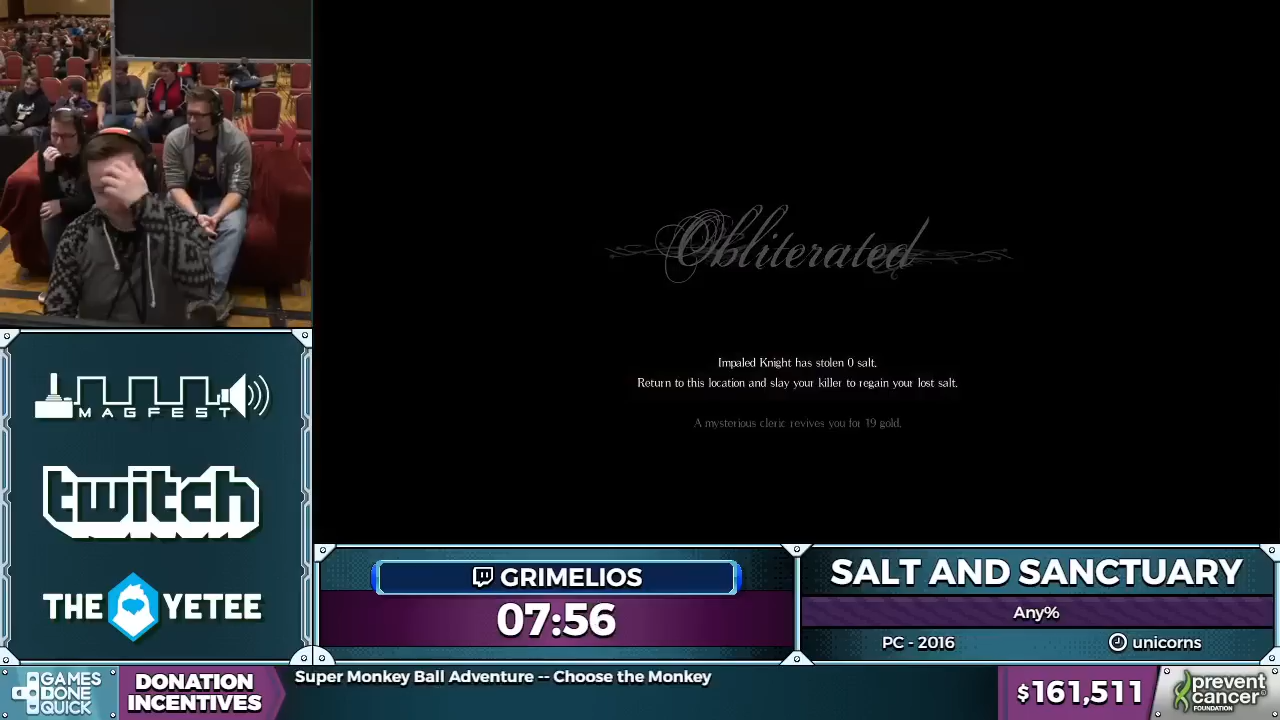 Obliterated
Impaled Knight has stolen 0 salt.
Return to this location and slay your killer to regain your lost salt.
A mysterious cleric revives you for 19 gold.
MAGFEST
twitch
THE YETEE
GRIMELIOS
07:56
SALT AND SANCTUARY
Any%
PC - 2016
unicorns
GAMES DONE QUICK
DONATION INCENTIVES
Super Monkey Ball Adventure -- Choose the Monkey
$161,511
prevent cancer
FOUNDATION